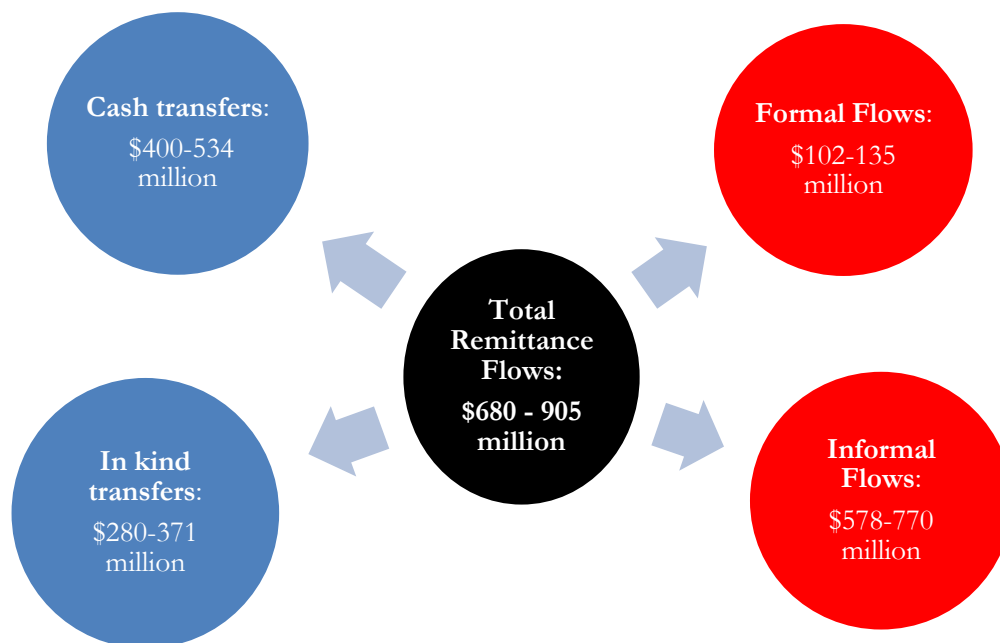 Cash transfers:
$400-534
million
Formal Flows:
$102-135
million
Total
Remittance
Flows:
$680 - 905
million
In kind
transfers:
$280-371
million
Informal
Flows:
$578-770
million